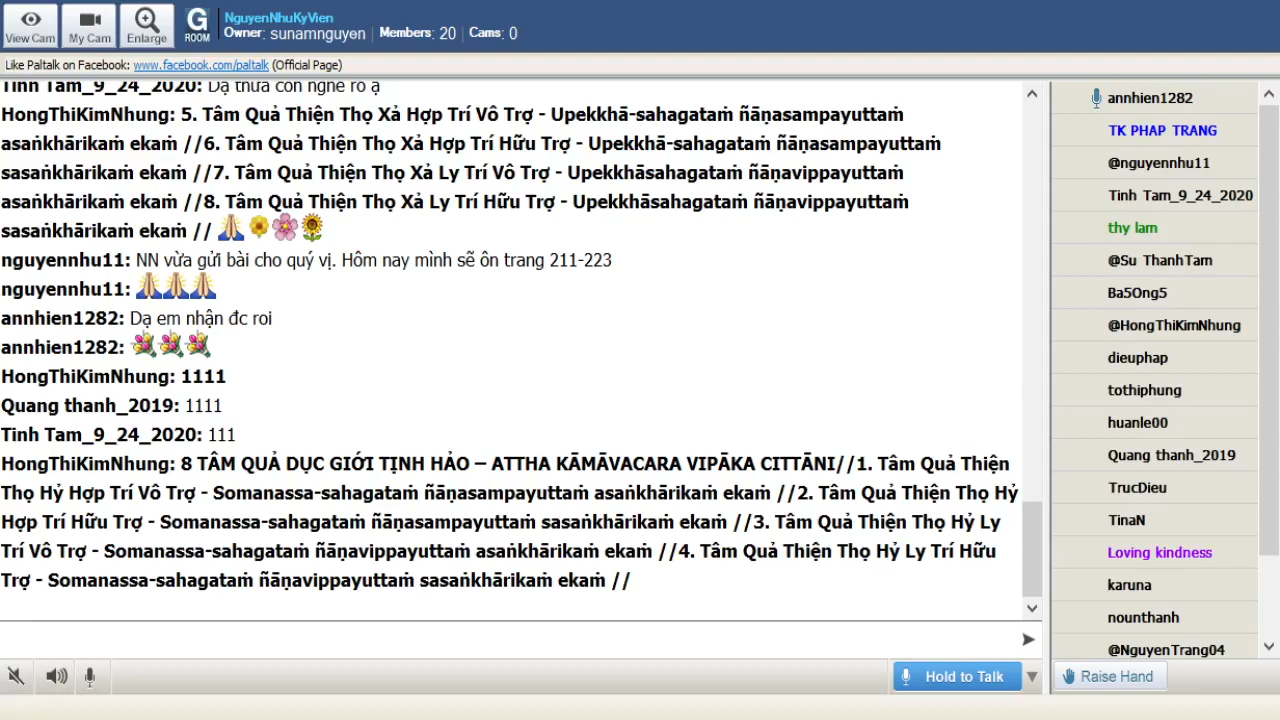 View Cam
My Cam
Enlarge
G
ROOM
NguyenNhuKyVien
Owner: sunamnguyen | Members: 20 | Cams: 0
Like Paltalk on Facebook: www.facebook.com/paltalk (Official Page)
Tinh Tam_9_24_2020: Dạ thưa con nghe rõ ạ
HongThiKimNhung: 5. Tâm Quả Thiện Thọ Xả Hợp Trí Vô Trợ - Upekkhā-sahagataṁ ñāṇasampayuttaṁ
asaṅkhārikaṁ ekaṁ //6. Tâm Quả Thiện Thọ Xả Hợp Trí Hữu Trợ - Upekkhā-sahagataṁ ñāṇasampayuttaṁ
sasaṅkhārikaṁ ekaṁ //7. Tâm Quả Thiện Thọ Xả Ly Trí Vô Trợ - Upekkhāsahagataṁ ñāṇavippayuttaṁ
asaṅkhārikaṁ ekaṁ //8. Tâm Quả Thiện Thọ Xả Ly Trí Hữu Trợ - Upekkhāsahagataṁ ñāṇavippayuttaṁ
sasaṅkhārikaṁ ekaṁ //
nguyennhu11: NN vừa gửi bài cho quý vị. Hôm nay mình sẽ ôn trang 211-223
nguyennhu11:
annhien1282: Dạ em nhận đc roi
annhien1282:
HongThiKimNhung: 1111
Quang thanh_2019: 1111
Tinh Tam_9_24_2020: 111
HongThiKimNhung: 8 TÂM QUẢ DỤC GIỚI TỊNH HẢO – ATTHA KĀMĀVACARA VIPĀKA CITTĀNI//1. Tâm Quả Thiện
Thọ Hỷ Hợp Trí Vô Trợ - Somanassa-sahagataṁ ñāṇasampayuttaṁ asaṅkhārikaṁ ekaṁ //2. Tâm Quả Thiện Thọ Hỷ
Hợp Trí Hữu Trợ - Somanassa-sahagataṁ ñāṇasampayuttaṁ sasaṅkhārikaṁ ekaṁ //3. Tâm Quả Thiện Thọ Hỷ Ly
Trí Vô Trợ - Somanassa-sahagataṁ ñāṇavippayuttaṁ asaṅkhārikaṁ ekaṁ //4. Tâm Quả Thiện Thọ Hỷ Ly Trí Hữu
Trợ - Somanassa-sahagataṁ ñāṇavippayuttaṁ sasaṅkhārikaṁ ekaṁ //
annhien1282
TK PHAP TRANG
@nguyennhu11
Tinh Tam_9_24_2020
thy lam
@Su ThanhTam
Ba5Ong5
@HongThiKimNhung
dieuphap
tothiphung
huanle00
Quang thanh_2019
TrucDieu
TinaN
Loving kindness
karuna
nounthanh
@NguyenTrang04
Hold to Talk
Raise Hand